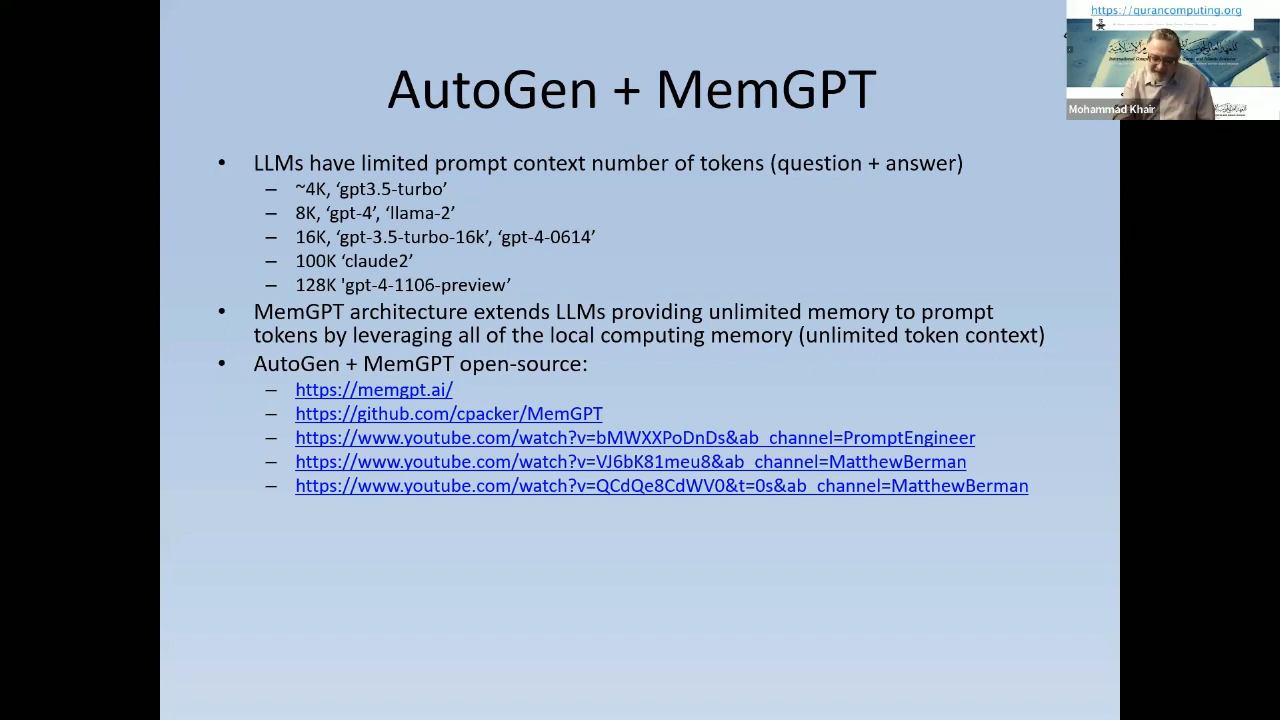 AutoGen + MemGPT
• LLMs have limited prompt context number of tokens (question + answer)
– ~4K, ‘gpt3.5-turbo’
– 8K, ‘gpt-4’, ‘llama-2’
– 16K, ‘gpt-3.5-turbo-16k’, ‘gpt-4-0614’
– 100K ‘claude2’
– 128K 'gpt-4-1106-preview’
• MemGPT architecture extends LLMs providing unlimited memory to prompt
tokens by leveraging all of the local computing memory (unlimited token context)
• AutoGen + MemGPT open-source:
– https://memgpt.ai/
– https://github.com/cpacker/MemGPT
– https://www.youtube.com/watch?v=bMWXXPoDnDs&ab_channel=PromptEngineer
– https://www.youtube.com/watch?v=VJ6bK81meu8&ab_channel=MatthewBerman
– https://www.youtube.com/watch?v=QCdQe8CdWV0&t=0s&ab_channel=MatthewBerman
https://qurancomputing.org
Mohammad Khair